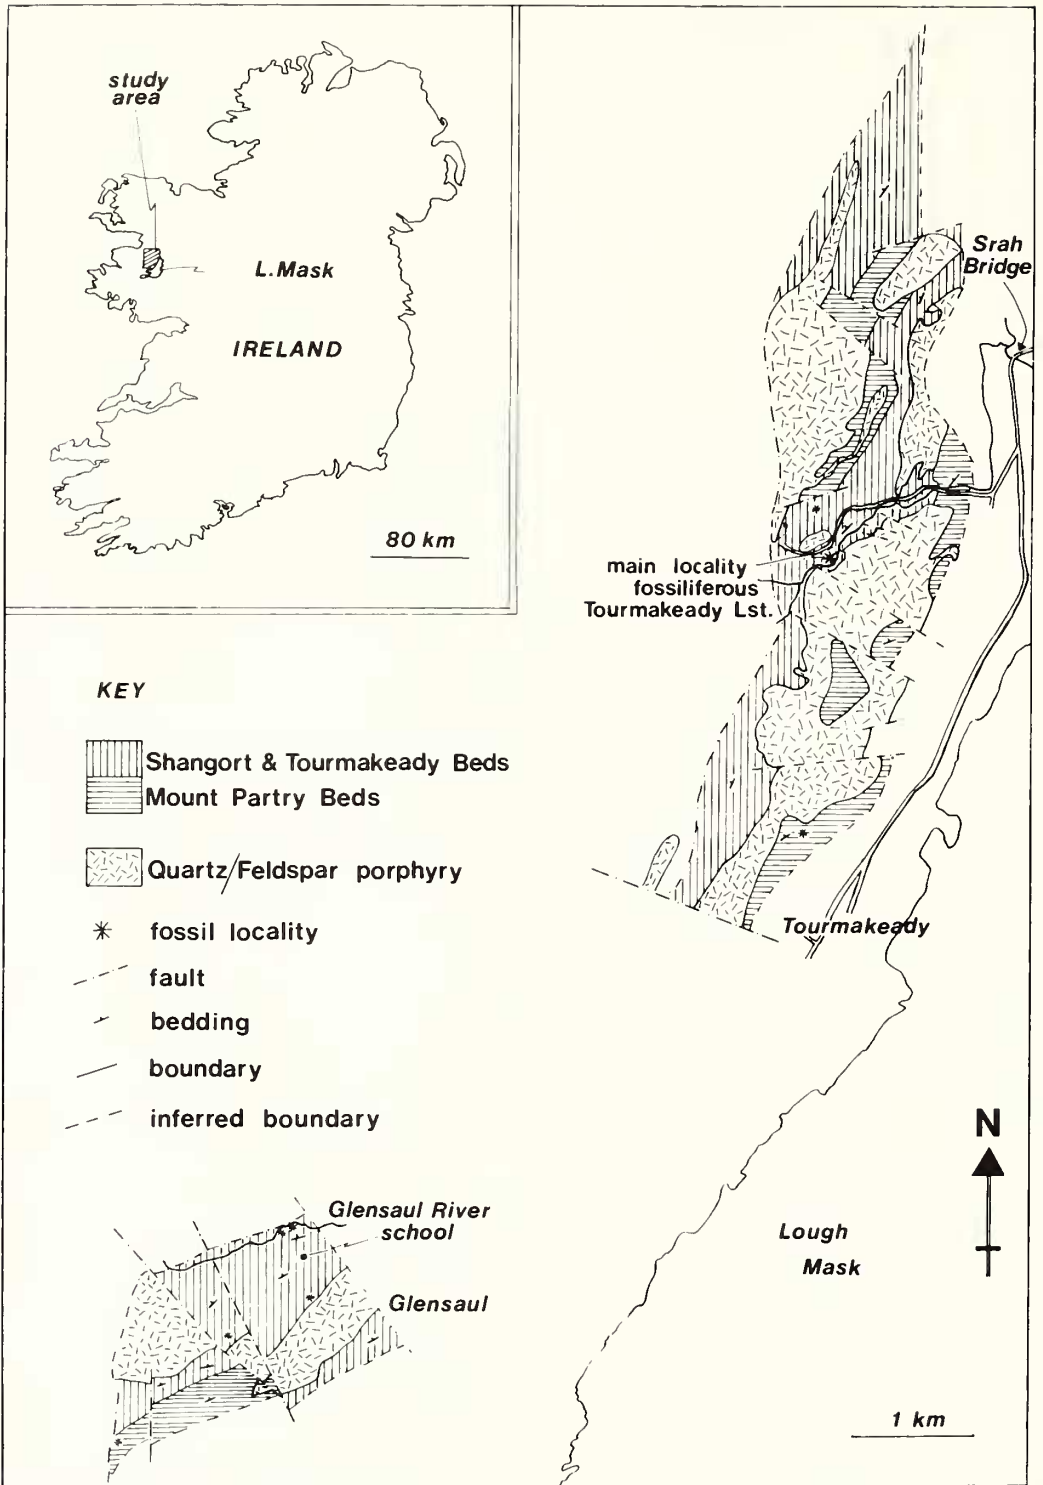 study
area
L.Mask
IRELAND
80 km
Srah
Bridge
main locality
fossiliferous
Tourmakeady Lst.
KEY
Shangort & Tourmakeady Beds
Mount Partry Beds
Quartz/Feldspar porphyry
fossil locality
fault
bedding
boundary
inferred boundary
Tourmakeady
N
Glensaul River
school
Glensaul
Lough
Mask
1 km